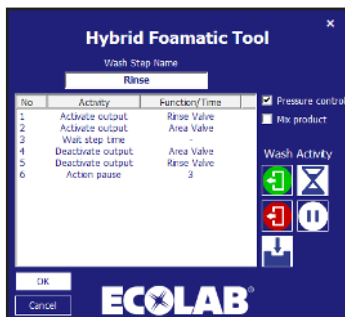 ×
Hybrid Foamatic Tool
Wash Step Name
Rinse
No Activity Function/Time
1 Activate output Rinse Valve
2 Activate output Area Valve
3 Wait step time -
4 Deactivate output Area Valve
5 Deactivate output Rinse Valve
6 Action pause 3
Pressure control
Mix product
Wash Activity
OK
Cancel
ECOLAB®